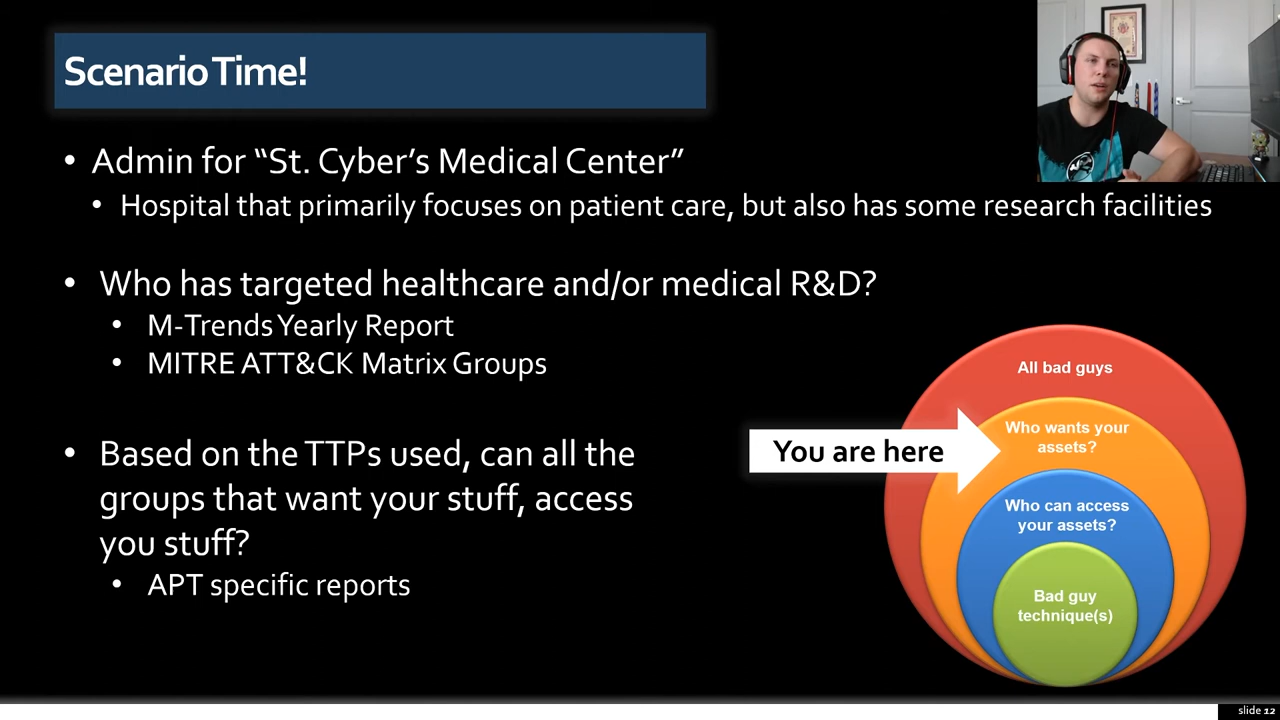 Scenario Time!
• Admin for “St. Cyber’s Medical Center”
• Hospital that primarily focuses on patient care, but also has some research facilities
• Who has targeted healthcare and/or medical R&D?
• M-Trends Yearly Report
• MITRE ATT&CK Matrix Groups
• Based on the TTPs used, can all the
groups that want your stuff, access
you stuff?
• APT specific reports
You are here
All bad guys
Who wants your
assets?
Who can access
your assets?
Bad guy
technique(s)
slide 12